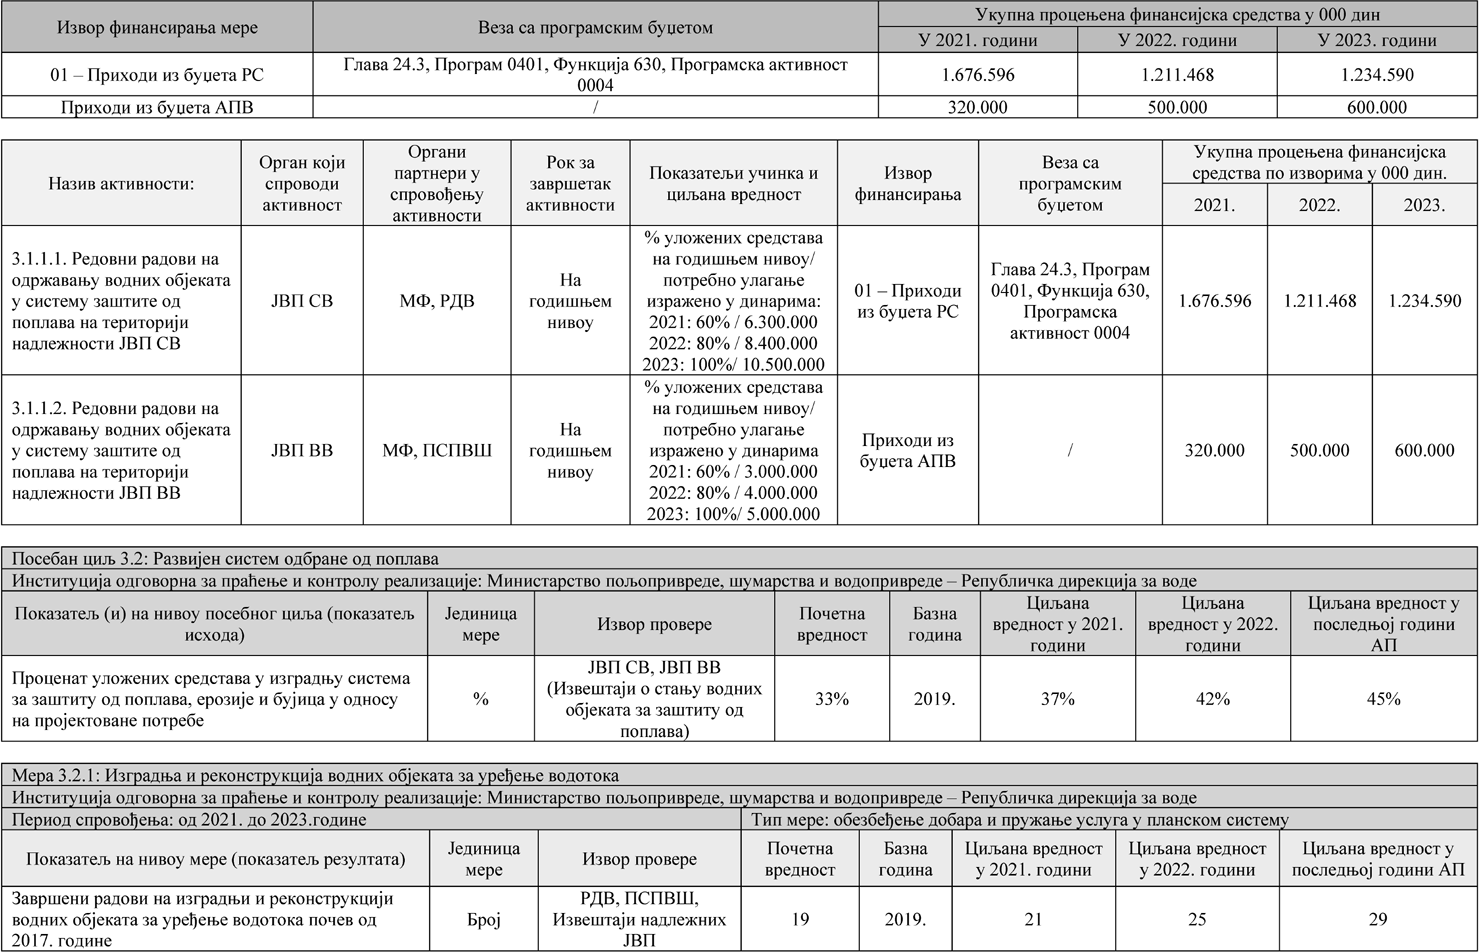 Извор финансирања мере
Веза са програмским буџетом
Укупна процењена финансијска средства у 000 дин
У 2021. години
У 2022. години
У 2023. години
01 – Приходи из буџета РС
Глава 24.3, Програм 0401, Функција 630, Програмска активност
0004
1.676.596
1.211.468
1.234.590
Приходи из буџета АПВ
/
320.000
500.000
600.000
Назив активности:
Орган који
спроводи
активност
Органи
партнери у
спровођењу
активности
Рок за
завршетак
активности
Показатељи учинка и
циљана вредност
Извор
финансирања
Веза са
програмским
буџетом
Укупна процењена финансијска
средства по изворима у 000 дин.
2021.
2022.
2023.
3.1.1.1. Редовни радови на
одржавању водних објеката
у систему заштите од
поплава на територији
надлежности ЈВП СВ
ЈВП СВ
МФ, РДВ
На
годишњем
нивоу
% уложених средстава
на годишњем нивоу/
потребно улагање
изражено у динарима:
2021: 60% / 6.300.000
2022: 80% / 8.400.000
2023: 100%/ 10.500.000
01 – Приходи
из буџета РС
Глава 24.3, Програм
0401, Функција 630,
Програмска
активност 0004
1.676.596
1.211.468
1.234.590
3.1.1.2. Редовни радови на
одржавању водних објеката
у систему заштите од
поплава на територији
надлежности ЈВП ВВ
ЈВП ВВ
МФ, ПСПВШ
На
годишњем
нивоу
% уложених средстава
на годишњем нивоу/
потребно улагање
изражено у динарима
2021: 60% / 3.000.000
2022: 80% / 4.000.000
2023: 100%/ 5.000.000
Приходи из
буџета АПВ
/
320.000
500.000
600.000
Посебан циљ 3.2: Развијен систем одбране од поплава
Институција одговорна за праћење и контролу реализације: Министарство пољопривреде, шумарства и водопривреде – Републичка дирекција за воде
Показатељ (и) на нивоу посебног циља (показатељ
исхода)
Јединица
мере
Извор провере
Почетна
вредност
Базна
година
Циљана
вредност у 2021.
години
Циљана
вредност у 2022.
години
Циљана вредност у
последњој години
АП
Проценат уложених средстава у изградњу система
за заштиту од поплава, ерозије и бујица у односу
на пројектоване потребе
%
ЈВП СВ, ЈВП ВВ
(Извештаји о стању водних
објеката за заштиту од
поплава)
33%
2019.
37%
42%
45%
Мера 3.2.1: Изградња и реконструкција водних објеката за уређење водотока
Институција одговорна за праћење и контролу реализације: Министарство пољопривреде, шумарства и водопривреде – Републичка дирекција за воде
Период спровођења: од 2021. до 2023.године
Тип мере: обезбеђење добара и пружање услуга у планском систему
Показатељ на нивоу мере (показатељ резултата)
Јединица
мере
Извор провере
Почетна
вредност
Базна
година
Циљана вредност
у 2021. години
Циљана вредност
у 2022. години
Циљана вредност у
последњој години АП
Завршени радови на изградњи и реконструкцији
водних објеката за уређење водотока почев од
2017. године
Број
РДВ, ПСПВШ,
Извештаји надлежних
ЈВП
19
2019.
21
25
29